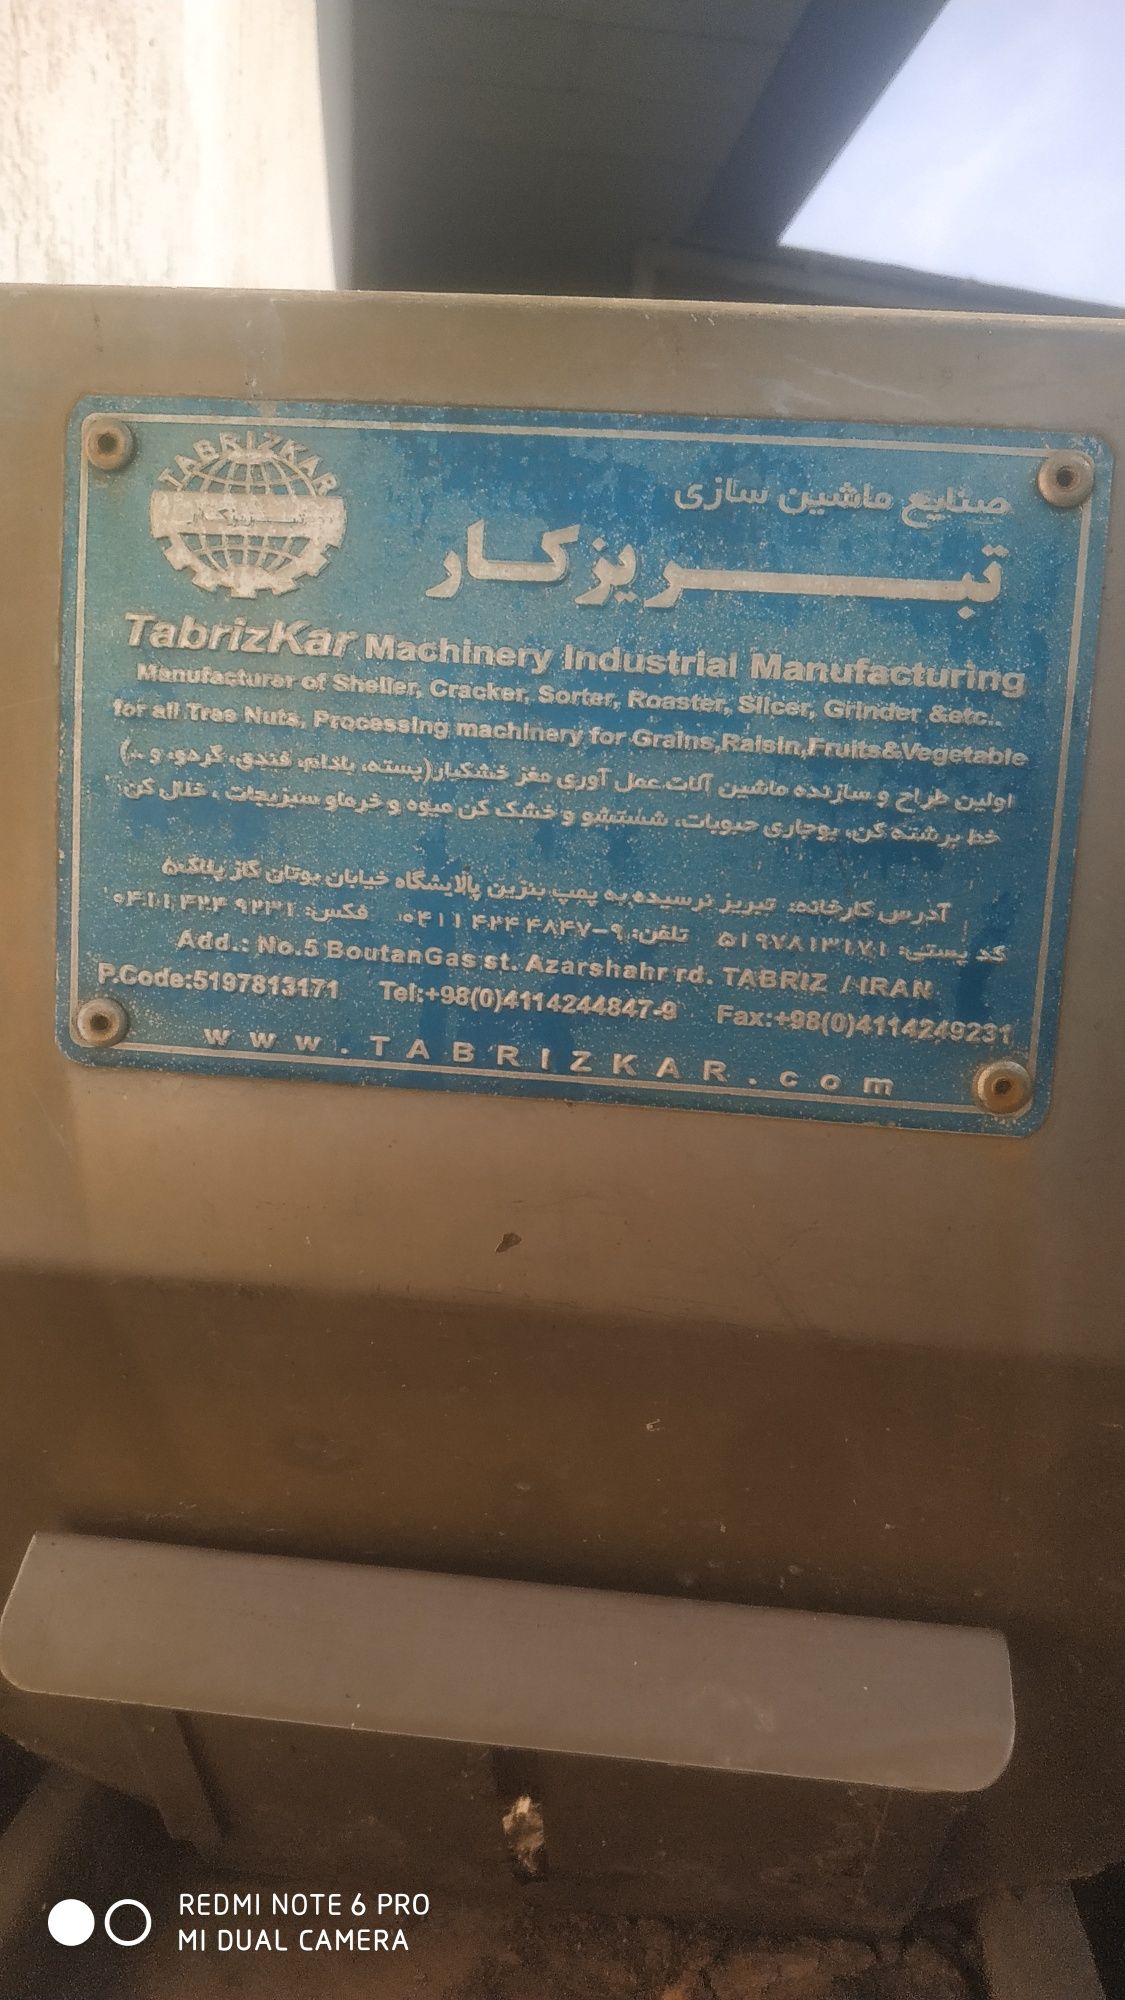 TABRIZKAR
صنایع ماشین سازی
تبریزکار
TabrizKar Machinery Industrial Manufacturing
Manufacturer of Sheller, Cracker, Sorter, Roaster, Slicer, Grinder &etc..
for all Tree Nuts, Processing machinery for Grains,Raisin,Fruits&Vegetable
اولین طراح و سازنده ماشین آلات عمل آوری مغز خشکبار(پسته، بادام، فندق، گردو، و ..)
خط برشته کن، بوجاری حبوبات، شستشو و خشک کن میوه و خرماو سبزیجات ، خلال کن
آدرس کارخانه: تبریز نرسیده به پمپ بنزین پالایشگاه خیابان بوتان گاز پلاک۵
کد پستی: ۵۱۹۷۸۱۳۱۷۱ تلفن: ۹-۰۴۱۱۴۲۴۴۸۴۷ فکس: ۰۴۱۱۴۲۴۹۲۳۱
Add.: No.5 BoutanGas st. Azarshahr rd. TABRIZ / IRAN
P.Code:5197813171 Tel:+98(0)4114244847-9 Fax:+98(0)4114249231
www.TABRIZKAR.com
REDMI NOTE 6 PRO
MI DUAL CAMERA